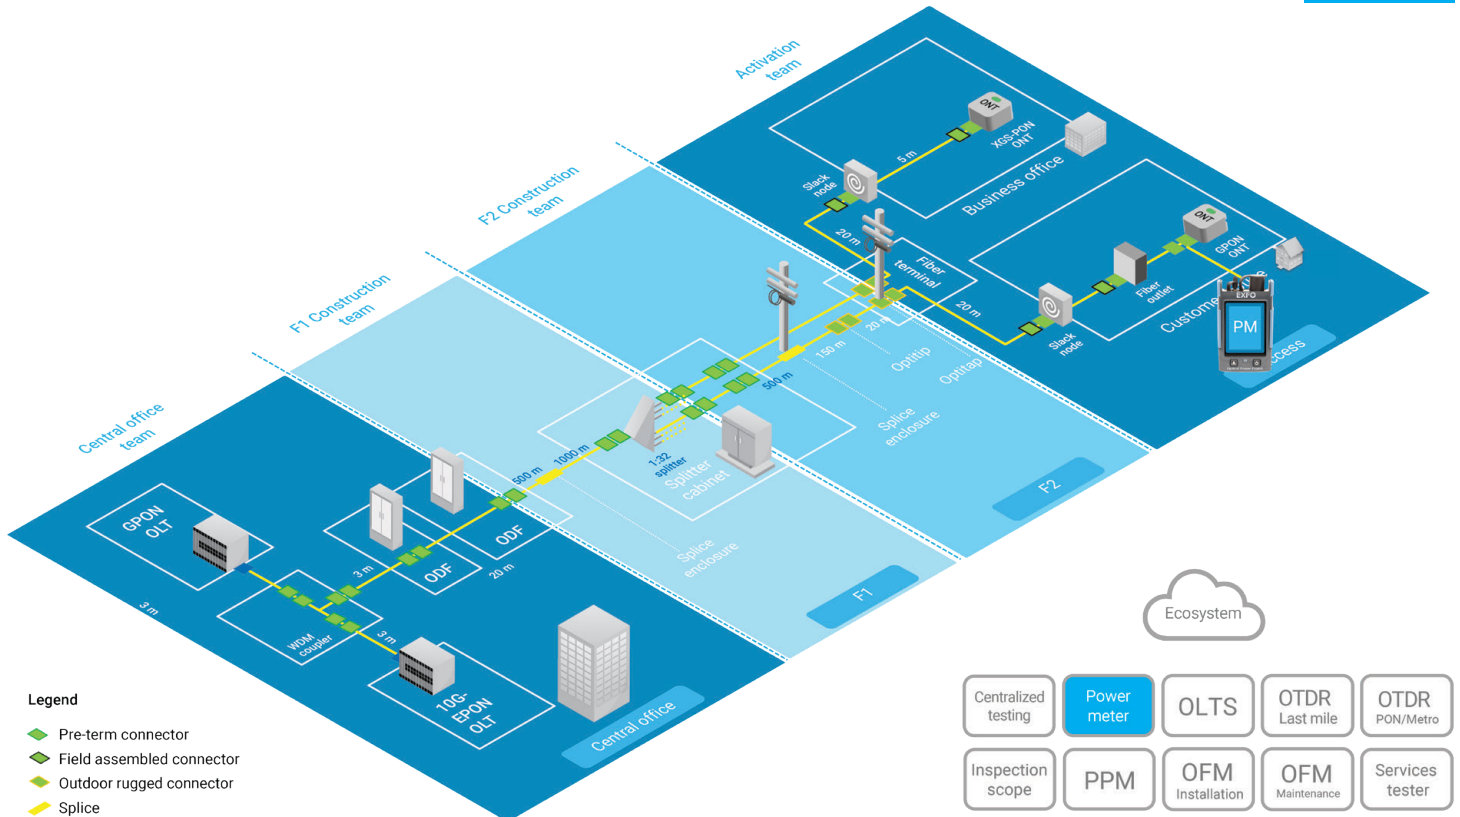 Activation
team
F2 Construction
team
F1 Construction
team
Central office
team
ONT
XGS-PON
ONT
5 m
Slack
node
Business office
20 m
Fiber
terminal
ONT
GPON
ONT
Fiber
outlet
Slack
node
20 m
EXFO
PM
20 m
150 m
Optitip
Optitap
500 m
Splice
enclosure
1:32
splitter
Splitter
cabinet
1000 m
500 m
Splice
enclosure
F2
F1
ODF
20 m
ODF
3 m
GPON
OLT
3 m
WDM
coupler
3 m
10G-
EPON
OLT
Central office
Legend
Pre-term connector
Field assembled connector
Outdoor rugged connector
Splice
Ecosystem
Centralized
testing
Power
meter
OLTS
OTDR
Last mile
OTDR
PON/Metro
Inspection
scope
PPM
OFM
Installation
OFM
Maintenance
Services
tester